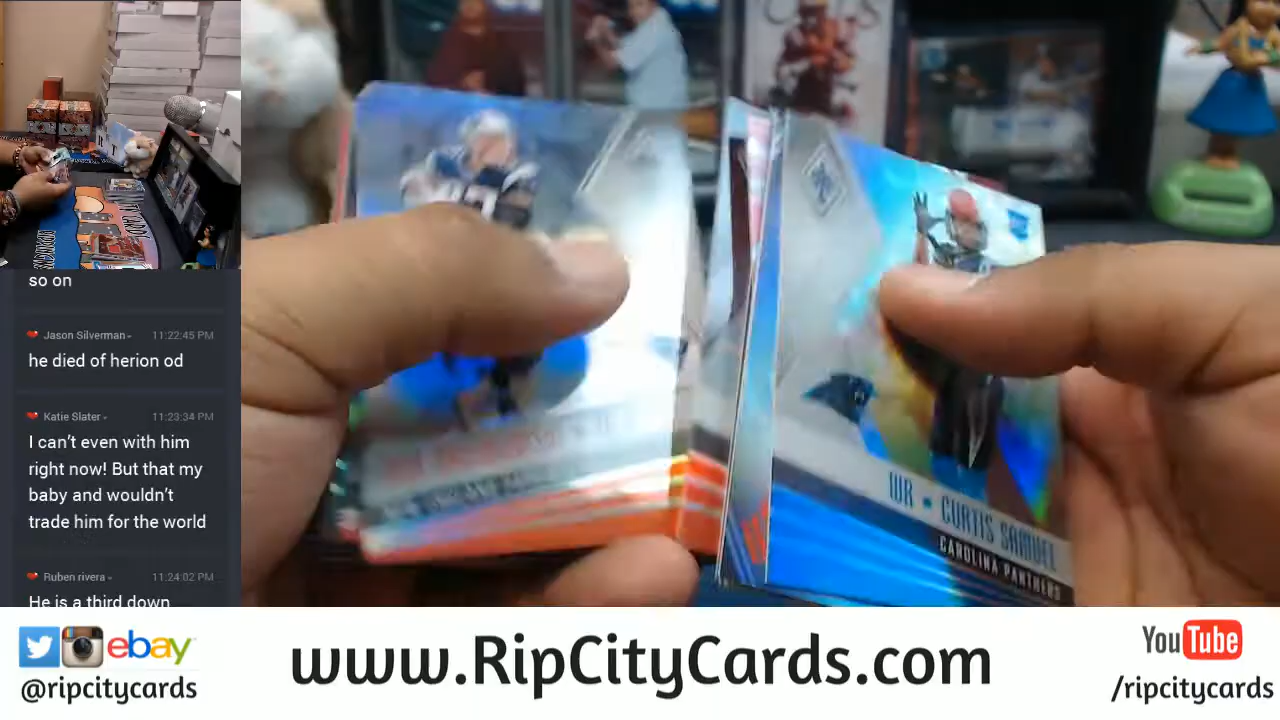 so on
Jason Silverman 11:22:45 PM
he died of herion od
Katie Slater 11:23:34 PM
I can't even with him
right now! But that my
baby and wouldn't
trade him for the world
Ruben rivera 11:24:02 PM
He is a third down
WR • CURTIS SAMUEL
CAROLINA PANTHERS
ebay
@ripcitycards
www.RipCityCards.com
YouTube
/ripcitycards